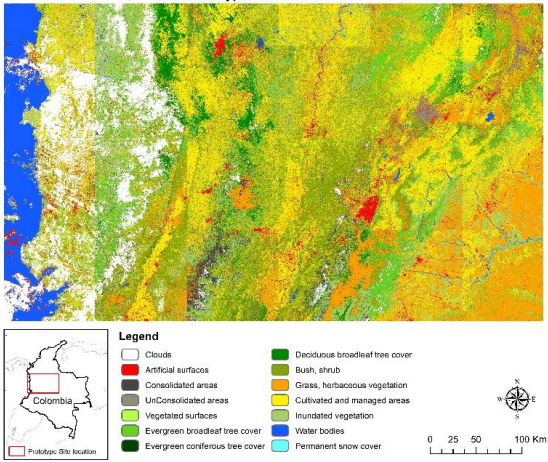 Legend
Clouds
Artificial surfaces
Consolidated areas
UnConsolidated areas
Vegetated surfaces
Evergreen broadleaf tree cover
Evergreen coniferous tree cover
Deciduous broadleaf tree cover
Bush, shrub
Grass, herbaceous vegetation
Cultivated and managed areas
Inundated vegetation
Water bodies
Permanent snow cover
Colombia
Prototype Site location
N
W E
S
0 25 50 100 Km